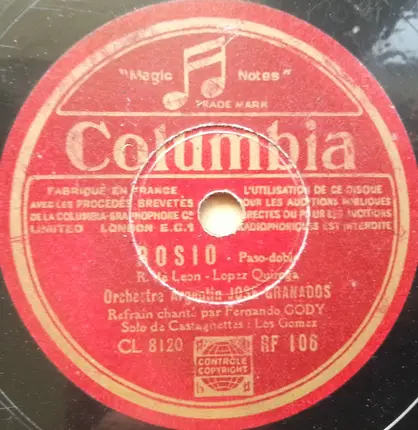 "Magic Notes"
TRADE MARK
Columbia
FABRIQUÉ EN FRANCE
AVEC LES PROCÉDÉS BREVETÉS
DE LA COLUMBIA-GRAPHOPHONE Cº
LIMITED LONDON E.C.1
L'UTILISATION DE CE DISQUE
POUR LES AUDITIONS PUBLIQUES
DIRECTES OU POUR LES AUDITIONS
RADIOPHONIQUES EST INTERDITE
ROSIO - Paso-doble
R. de Leon - Lopez Quiroga
Orchestre Argentin JOSE GRANADOS
Refrain chanté par Fernando GODY
Solo de Castagnettes : Los Gomez
CL 8120 RF 106
CONTROLE
COPYRIGHT